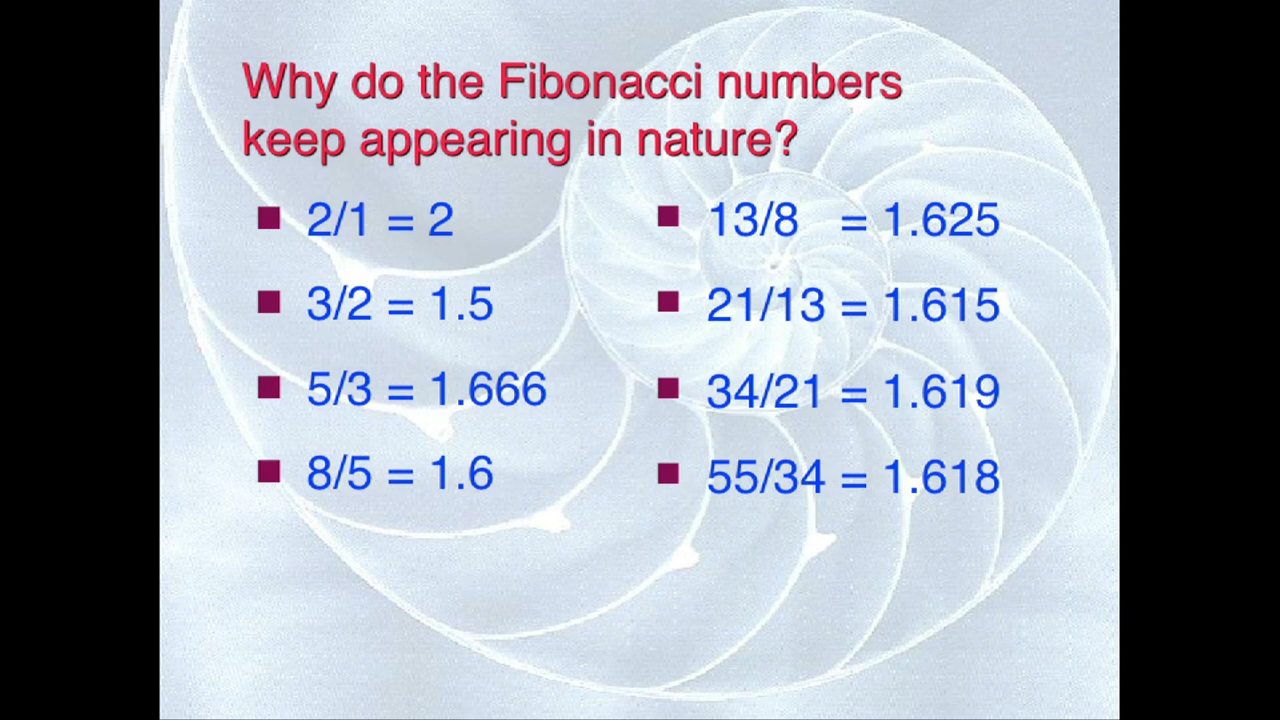 Why do the Fibonacci numbers
keep appearing in nature?
2/1 = 2
3/2 = 1.5
5/3 = 1.666
8/5 = 1.6
13/8 = 1.625
21/13 = 1.615
34/21 = 1.619
55/34 = 1.618